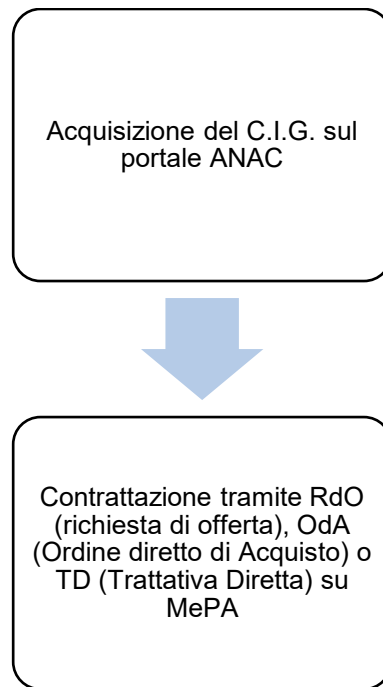 Acquisizione del C.I.G. sul
portale ANAC
Contrattazione tramite RdO
(richiesta di offerta), OdA
(Ordine diretto di Acquisto) o
TD (Trattativa Diretta) su
MePA